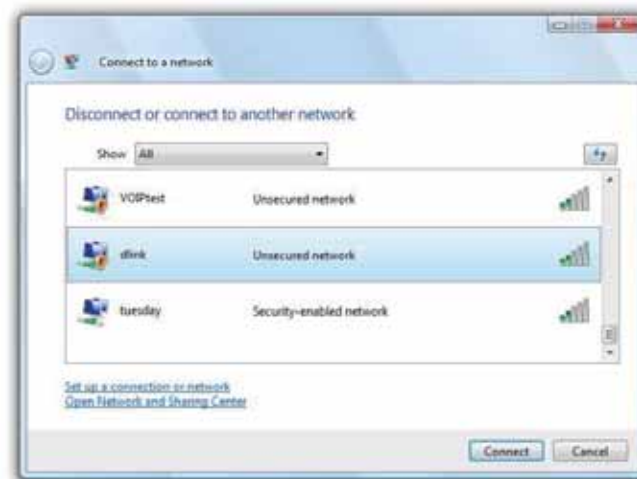 Connect to a network
Disconnect or connect to another network
Show All
VOIPtest Unsecured network
dlink Unsecured network
tuesday Security-enabled network
Set up a connection or network
Open Network and Sharing Center
Connect Cancel